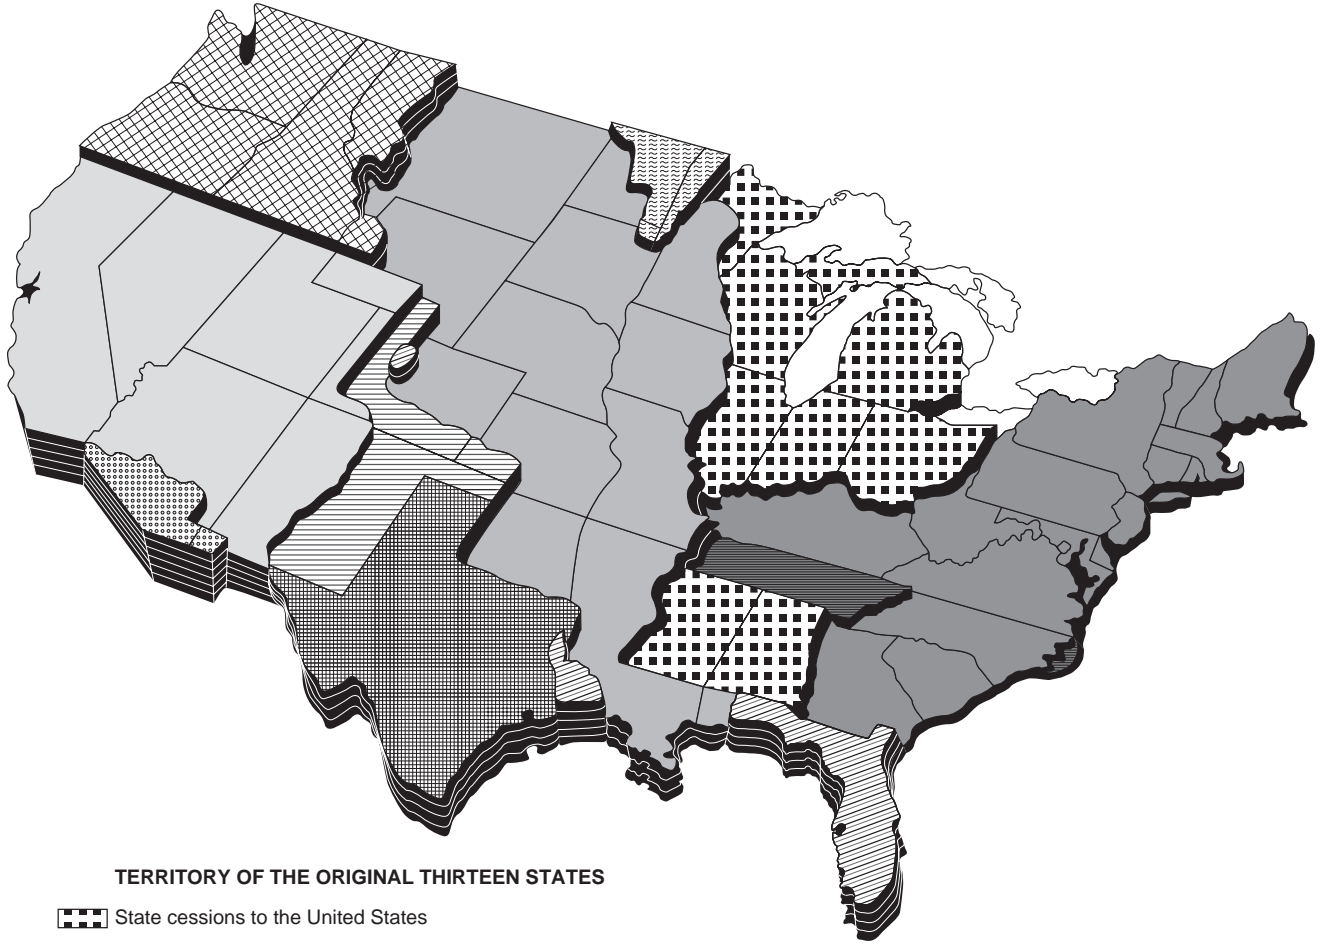 TERRITORY OF THE ORIGINAL THIRTEEN STATES
State cessions to the United States